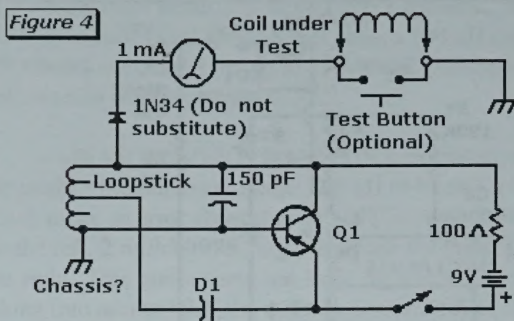 Figure 4
Coil under
Test
1 mA
1N34 (Do not
substitute)
Test Button
(Optional)
Loopstick
150 pF
Q1
100 Ω
9V
+
Chassis?
D1